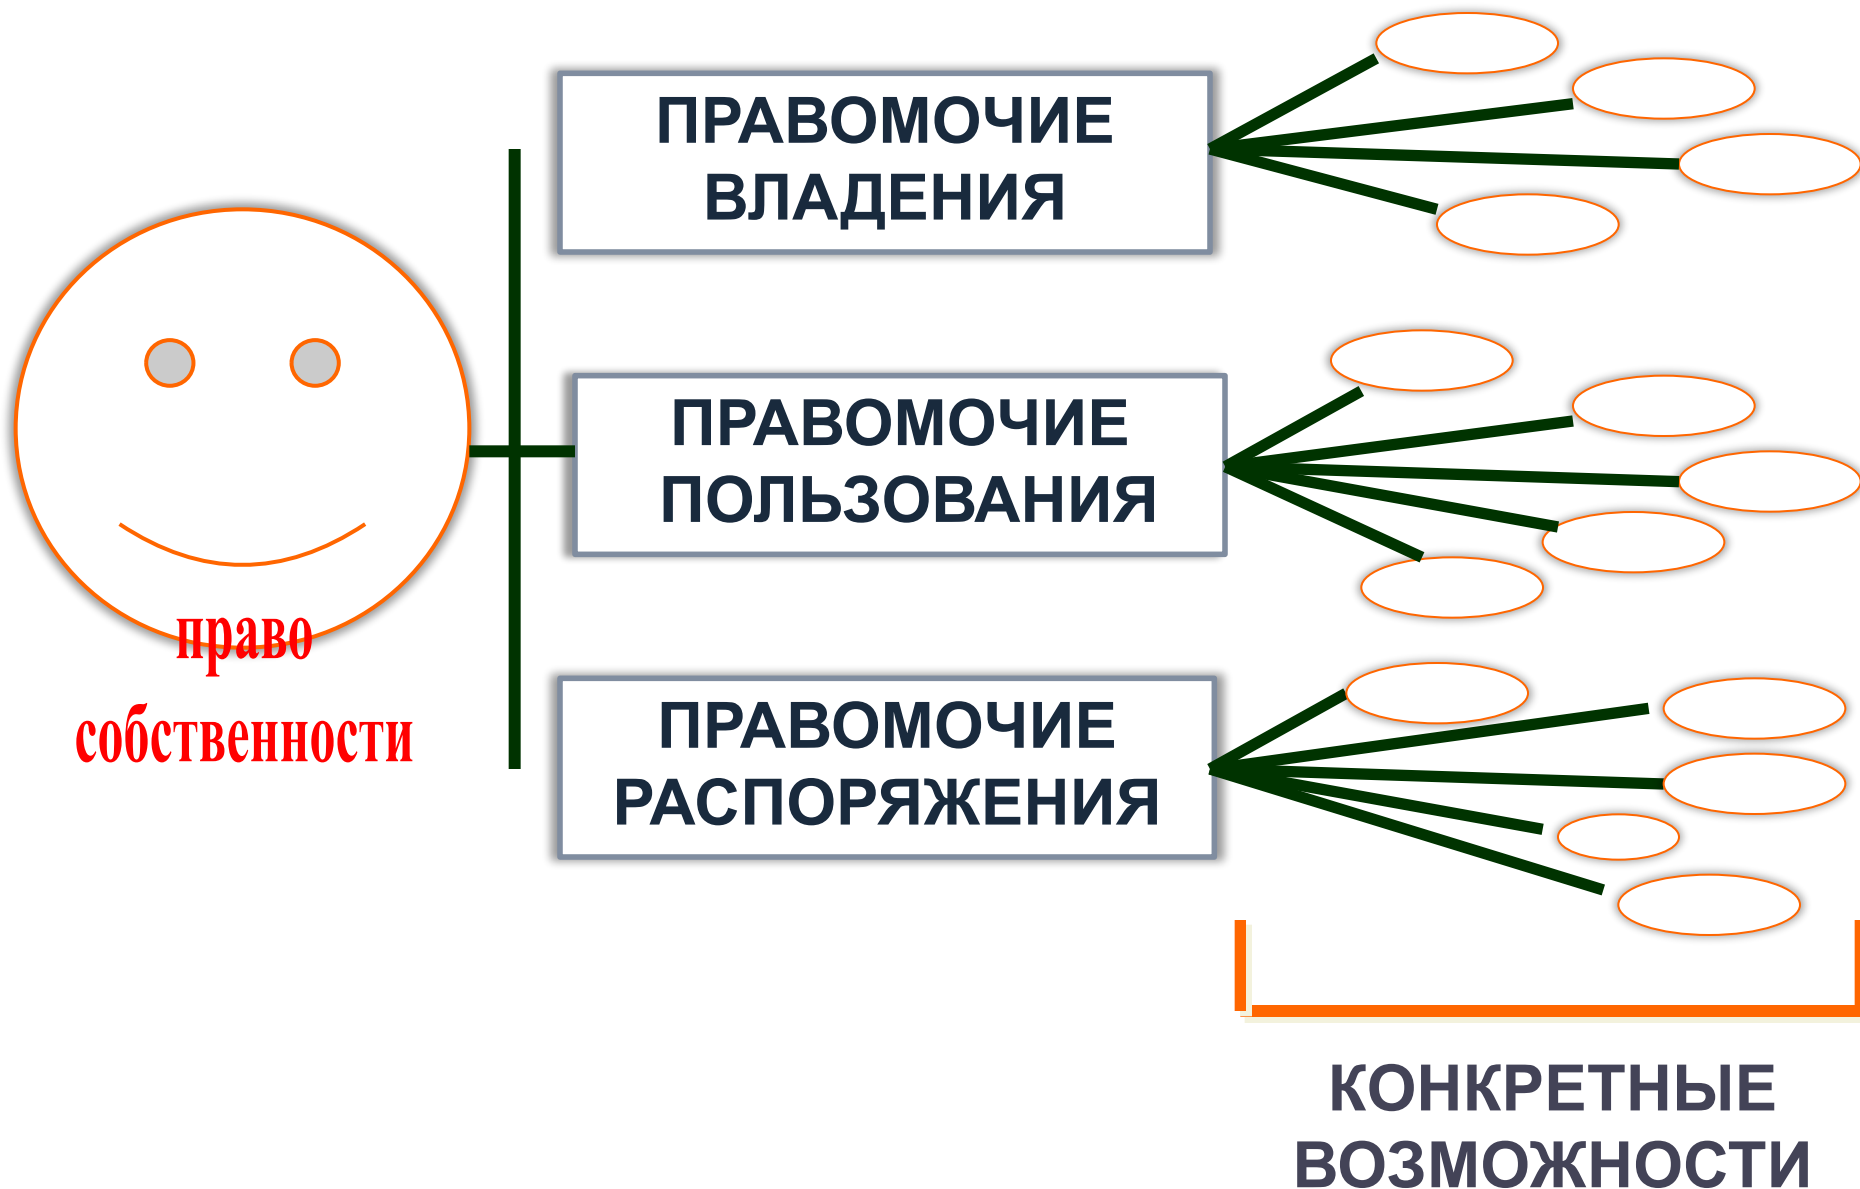 право
собственности
ПРАВОМОЧИЕ
ВЛАДЕНИЯ
ПРАВОМОЧИЕ
ПОЛЬЗОВАНИЯ
ПРАВОМОЧИЕ
РАСПОРЯЖЕНИЯ
КОНКРЕТНЫЕ
ВОЗМОЖНОСТИ